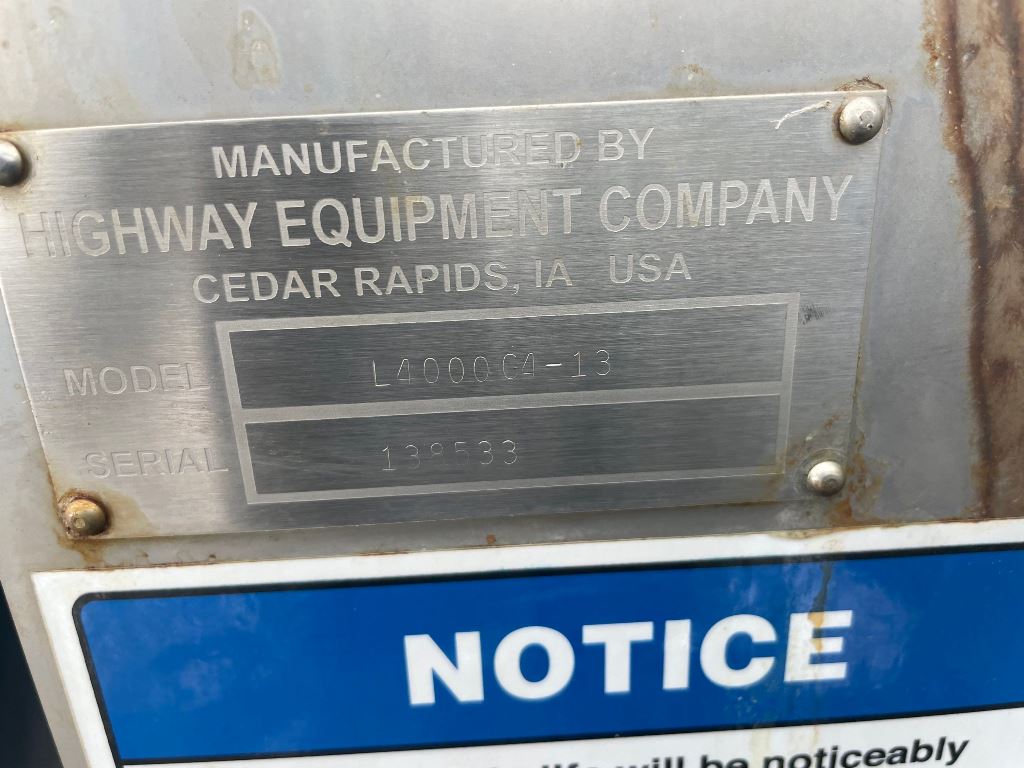 MANUFACTURED BY
HIGHWAY EQUIPMENT COMPANY
CEDAR RAPIDS, IA USA
MODEL L4000G4-13
SERIAL
NOTICE
will be noticeably